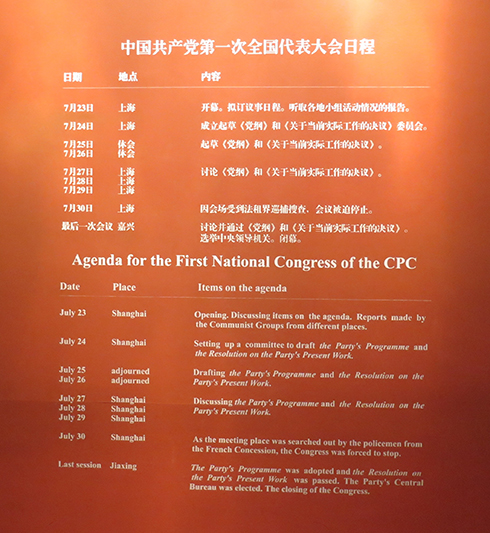 中国共产党第一次全国代表大会日程
日期 地点 内容
7月23日 上海 开幕。拟订议事日程。听取各地小组活动情况的报告。
7月24日 上海 成立起草《党纲》和《关于当前实际工作的决议》委员会。
7月25日 休会 起草《党纲》和《关于当前实际工作的决议》。
7月26日 休会
7月27日 上海 讨论《党纲》和《关于当前实际工作的决议》。
7月28日 上海
7月29日 上海
7月30日 上海 因会场受到法租界巡捕搜查、会议被迫停止。
最后一次会议 嘉兴 讨论并通过《党纲》和《关于当前实际工作的决议》。
选举中央领导机关。闭幕。
Agenda for the First National Congress of the CPC
Date Place Items on the agenda
July 23 Shanghai Opening. Discussing items on the agenda. Reports made by
the Communist Groups from different places.
July 24 Shanghai Setting up a committee to draft the Party's Programme and
the Resolution on the Party's Present Work.
July 25 adjourned Drafting the Party's Programme and the Resolution on the
July 26 adjourned Party's Present Work.
July 27 Shanghai Discussing the Party's Programme and the Resolution on the
July 28 Shanghai Party's Present Work.
July 29 Shanghai
July 30 Shanghai As the meeting place was searched out by the policemen from
the French Concession, the Congress was forced to stop.
Last session Jiaxing The Party's Programme was adopted and the Resolution on
the Party's Present Work was passed. The Party's Central
Bureau was elected. The closing of the Congress.